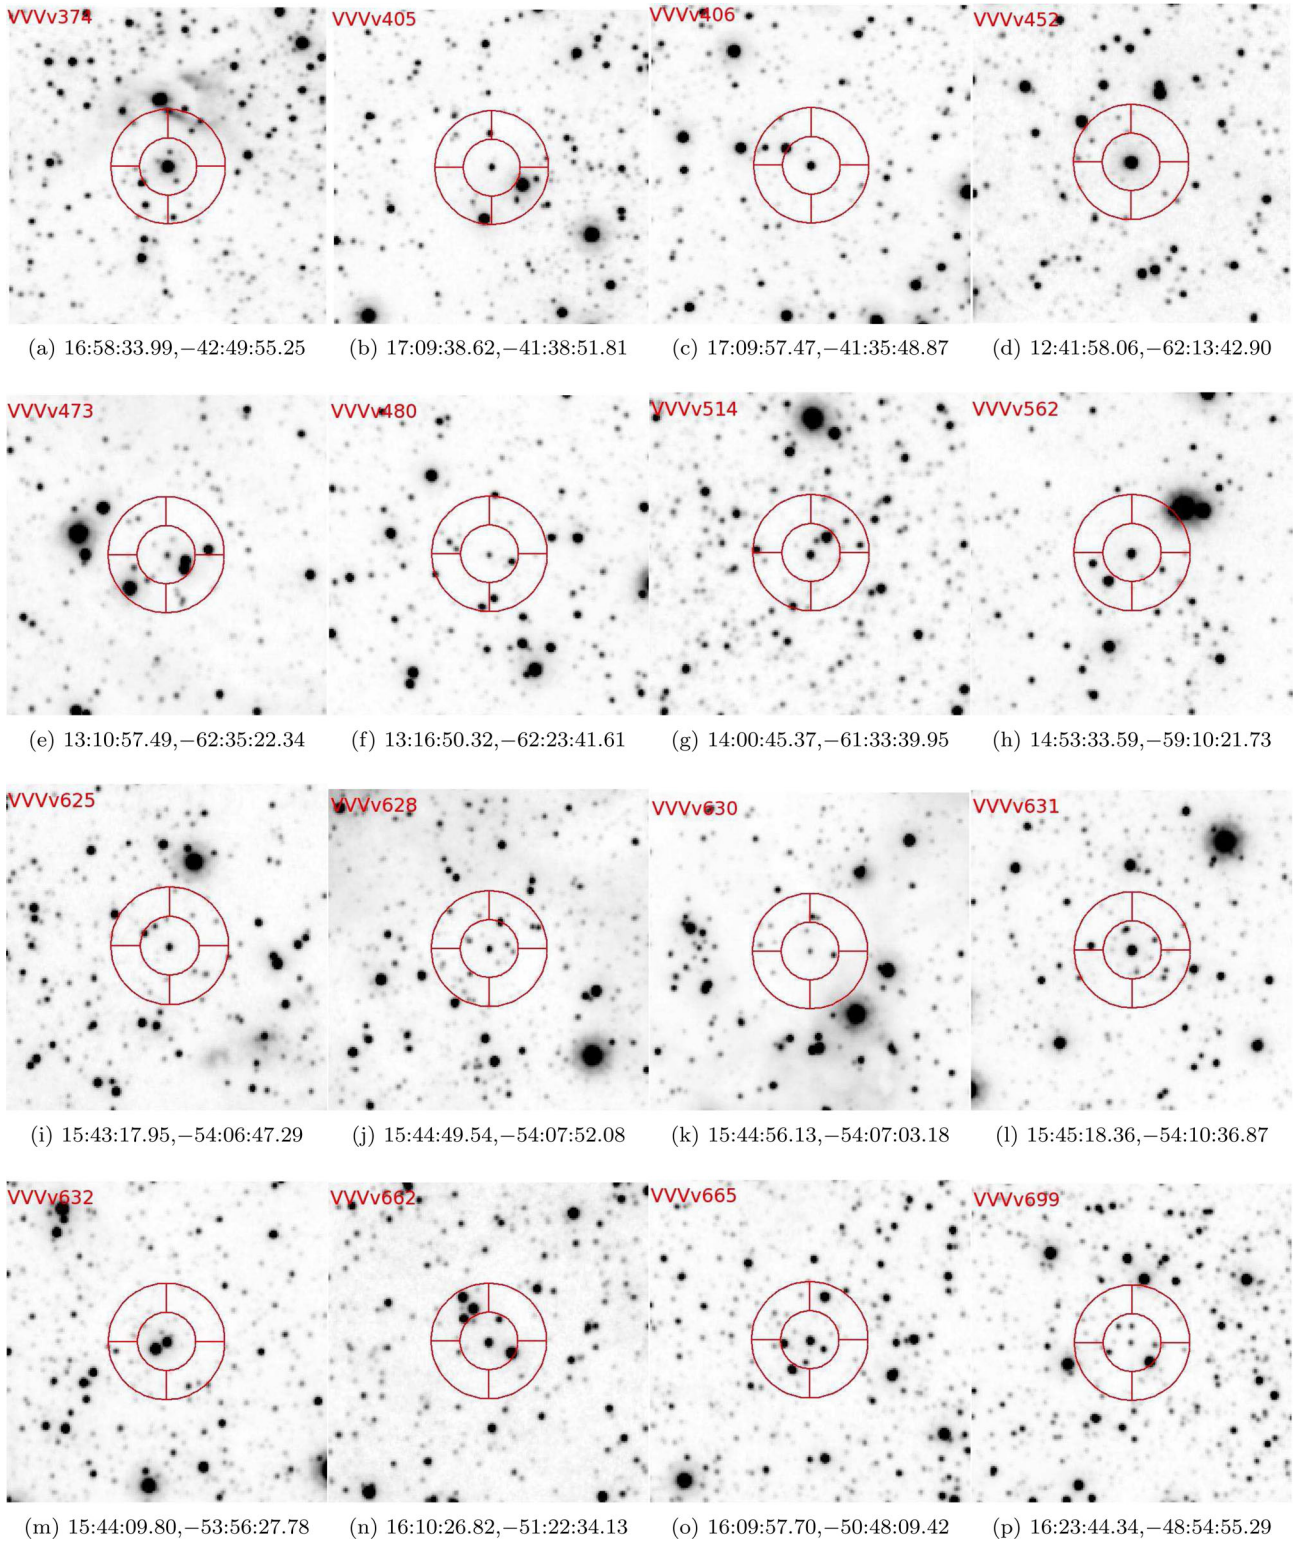 VVVv374 VVVv405 VVVv406 VVVv452
(a) 16:58:33.99,−42:49:55.25 (b) 17:09:38.62,−41:38:51.81 (c) 17:09:57.47,−41:35:48.87 (d) 12:41:58.06,−62:13:42.90
VVVv473 VVVv480 VVVv514 VVVv562
(e) 13:10:57.49,−62:35:22.34 (f) 13:16:50.32,−62:23:41.61 (g) 14:00:45.37,−61:33:39.95 (h) 14:53:33.59,−59:10:21.73
VVVv625 VVVv628 VVVv630 VVVv631
(i) 15:43:17.95,−54:06:47.29 (j) 15:44:49.54,−54:07:52.08 (k) 15:44:56.13,−54:07:03.18 (l) 15:45:18.36,−54:10:36.87
VVVv632 VVVv662 VVVv665 VVVv699
(m) 15:44:09.80,−53:56:27.78 (n) 16:10:26.82,−51:22:34.13 (o) 16:09:57.70,−50:48:09.42 (p) 16:23:44.34,−48:54:55.29